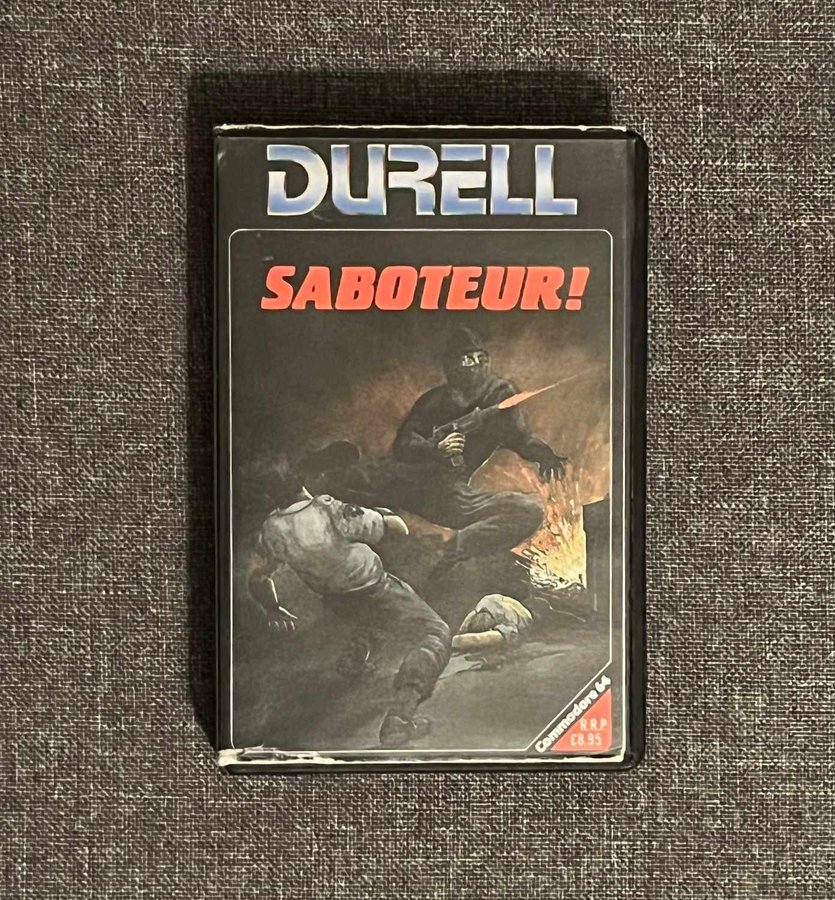 DURELL
SABOTEUR!
Commodore 64
R.R.P
£8.95